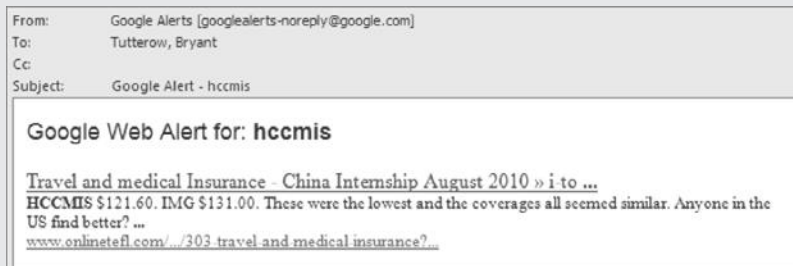 From: Google Alerts [googlealerts-noreply@google.com]
To: Tutterow, Bryant
Cc:
Subject: Google Alert - hccmis
Google Web Alert for: hccmis
Travel and medical Insurance - China Internship August 2010 » i-to ...
HCCMIS $121.60. IMG $131.00. These were the lowest and the coverages all seemed similar. Anyone in the
US find better? ...
www.onlinetefl.com/.../303-travel-and-medical-insurance?...